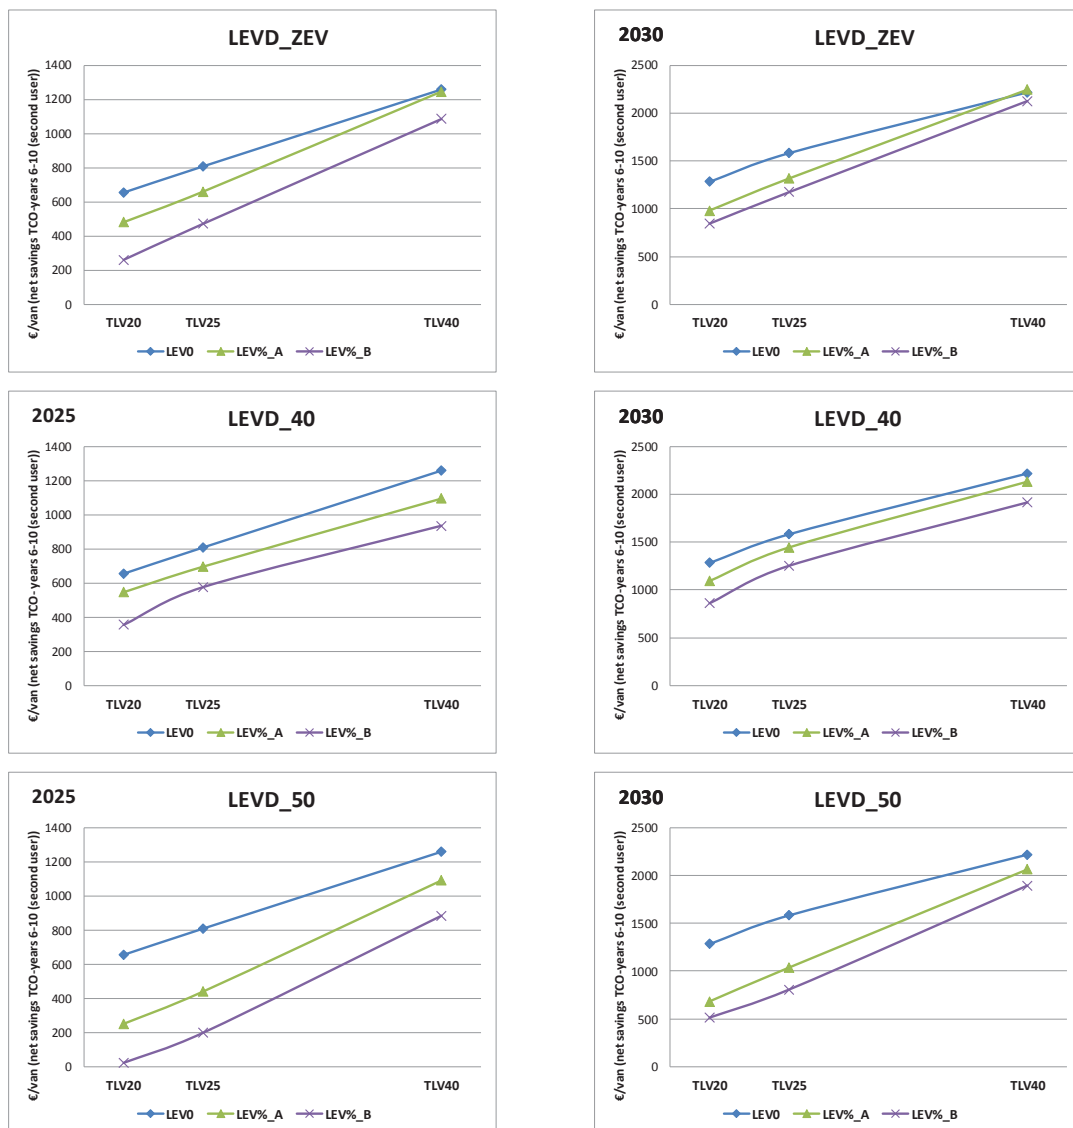 LEVD_ZEV
€/van (net savings TCO-years 6-10 (second user))
1400
1200
1000
800
600
400
200
0
TLV20 TLV25 TLV40
LEV0 LEV%_A LEV%_B
2030
LEVD_ZEV
€/van (net savings TCO-years 6-10 (second user))
2500
2000
1500
1000
500
0
TLV20 TLV25 TLV40
LEV0 LEV%_A LEV%_B
2025
LEVD_40
€/van (net savings TCO-years 6-10 (second user))
1400
1200
1000
800
600
400
200
0
TLV20 TLV25 TLV40
LEV0 LEV%_A LEV%_B
2030
LEVD_40
€/van (net savings TCO-years 6-10 (second user))
2500
2000
1500
1000
500
0
TLV20 TLV25 TLV40
LEV0 LEV%_A LEV%_B
2025
LEVD_50
€/van (net savings TCO-years 6-10 (second user))
1400
1200
1000
800
600
400
200
0
TLV20 TLV25 TLV40
LEV0 LEV%_A LEV%_B
2030
LEVD_50
€/van (net savings TCO-years 6-10 (second user))
2500
2000
1500
1000
500
0
TLV20 TLV25 TLV40
LEV0 LEV%_A LEV%_B